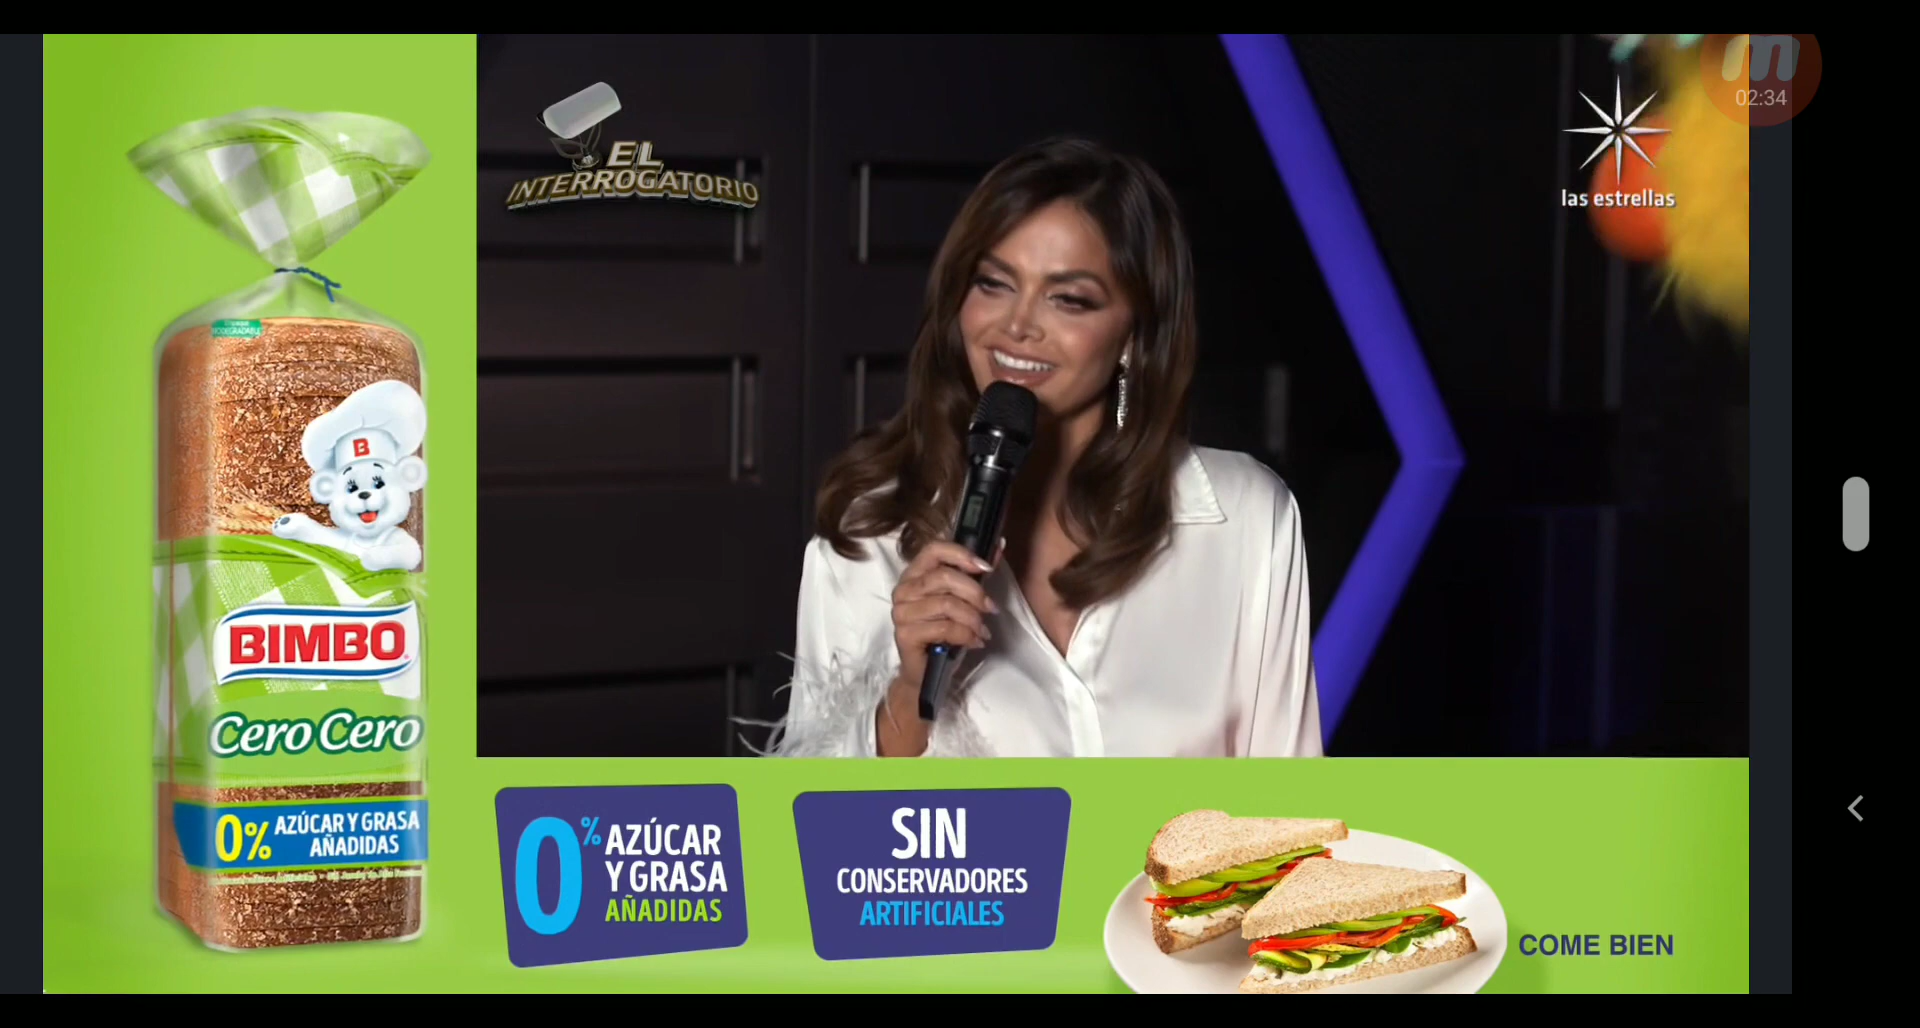 02:34
EL
INTERROGATORIO
las estrellas
BIODEGRADABLE
B
BIMBO
Cero Cero
0% AZÚCAR Y GRASA
AÑADIDAS
0% AZÚCAR
Y GRASA
AÑADIDAS
SIN
CONSERVADORES
ARTIFICIALES
COME BIEN